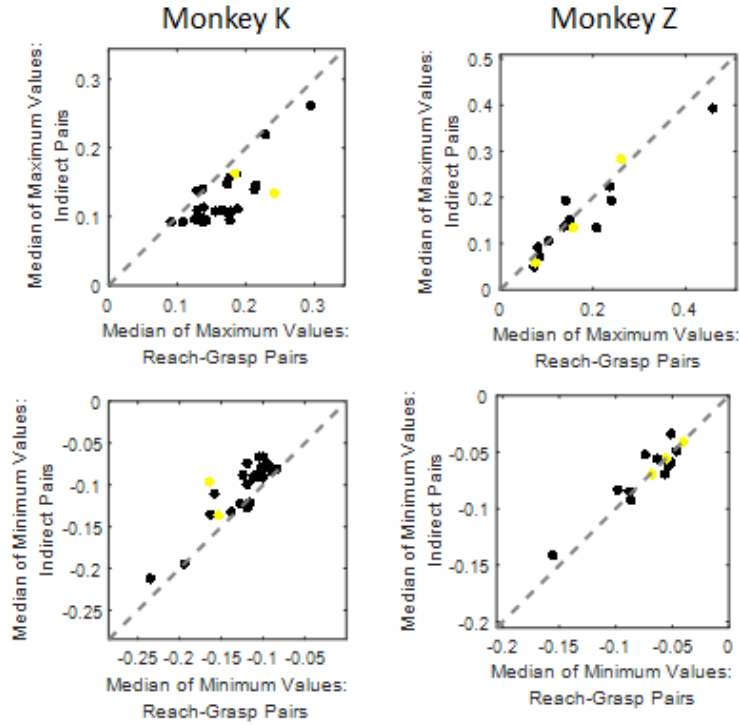 Monkey K
Monkey Z
Median of Maximum Values:
Indirect Pairs
0.3
0.2
0.1
0
0
0.1
0.2
0.3
Median of Maximum Values:
Reach-Grasp Pairs
Median of Maximum Values:
Indirect Pairs
0.5
0.4
0.3
0.2
0.1
0
0
0.2
0.4
Median of Maximum Values:
Reach-Grasp Pairs
Median of Minimum Values:
Indirect Pairs
0
-0.05
-0.1
-0.15
-0.2
-0.25
-0.25
-0.2
-0.15
-0.1
-0.05
Median of Minimum Values:
Reach-Grasp Pairs
Median of Minimum Values:
Indirect Pairs
0
-0.05
-0.1
-0.15
-0.2
-0.2
-0.15
-0.1
-0.05
0
Median of Minimum Values:
Reach-Grasp Pairs